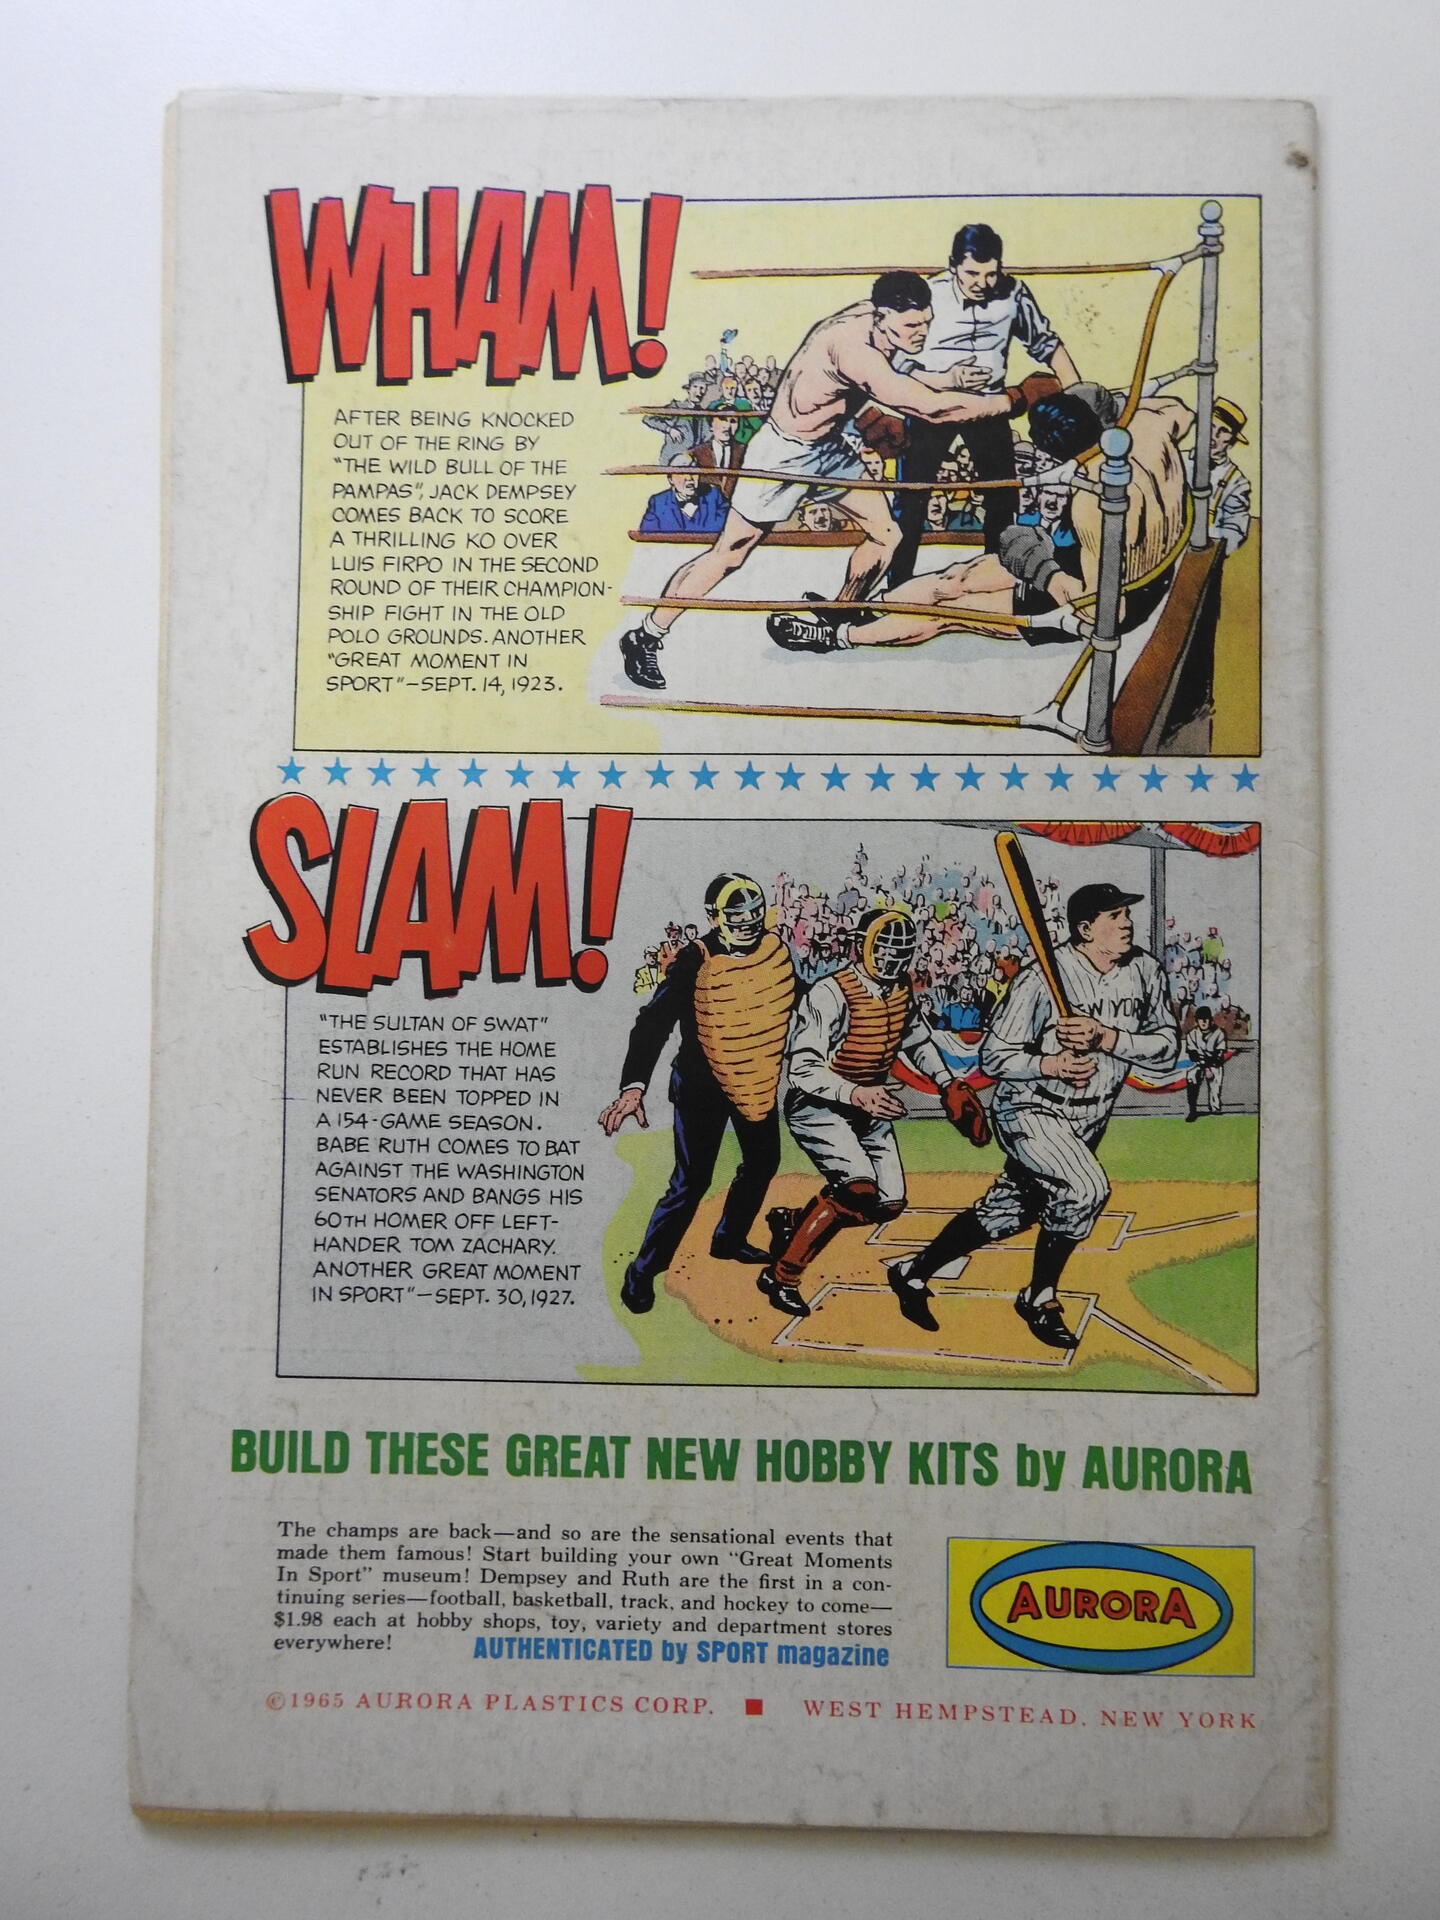 WHAM!
AFTER BEING KNOCKED
OUT OF THE RING BY
"THE WILD BULL OF THE
PAMPAS", JACK DEMPSEY
COMES BACK TO SCORE
A THRILLING KO OVER
LUIS FIRPO IN THE SECOND
ROUND OF THEIR CHAMPION-
SHIP FIGHT IN THE OLD
POLO GROUNDS. ANOTHER
"GREAT MOMENT IN
SPORT"—SEPT. 14, 1923.
SLAM!
"THE SULTAN OF SWAT"
ESTABLISHES THE HOME
RUN RECORD THAT HAS
NEVER BEEN TOPPED IN
A 154-GAME SEASON.
BABE RUTH COMES TO BAT
AGAINST THE WASHINGTON
SENATORS AND BANGS HIS
60TH HOMER OFF LEFT-
HANDER TOM ZACHARY.
ANOTHER GREAT MOMENT
IN SPORT"—SEPT. 30, 1927.
EW YOR
BUILD THESE GREAT NEW HOBBY KITS by AURORA
The champs are back—and so are the sensational events that
made them famous! Start building your own "Great Moments
In Sport" museum! Dempsey and Ruth are the first in a con-
tinuing series—football, basketball, track, and hockey to come—
$1.98 each at hobby shops, toy, variety and department stores
everywhere! AUTHENTICATED by SPORT magazine
AURORA
©1965 AURORA PLASTICS CORP. ■ WEST HEMPSTEAD, NEW YORK